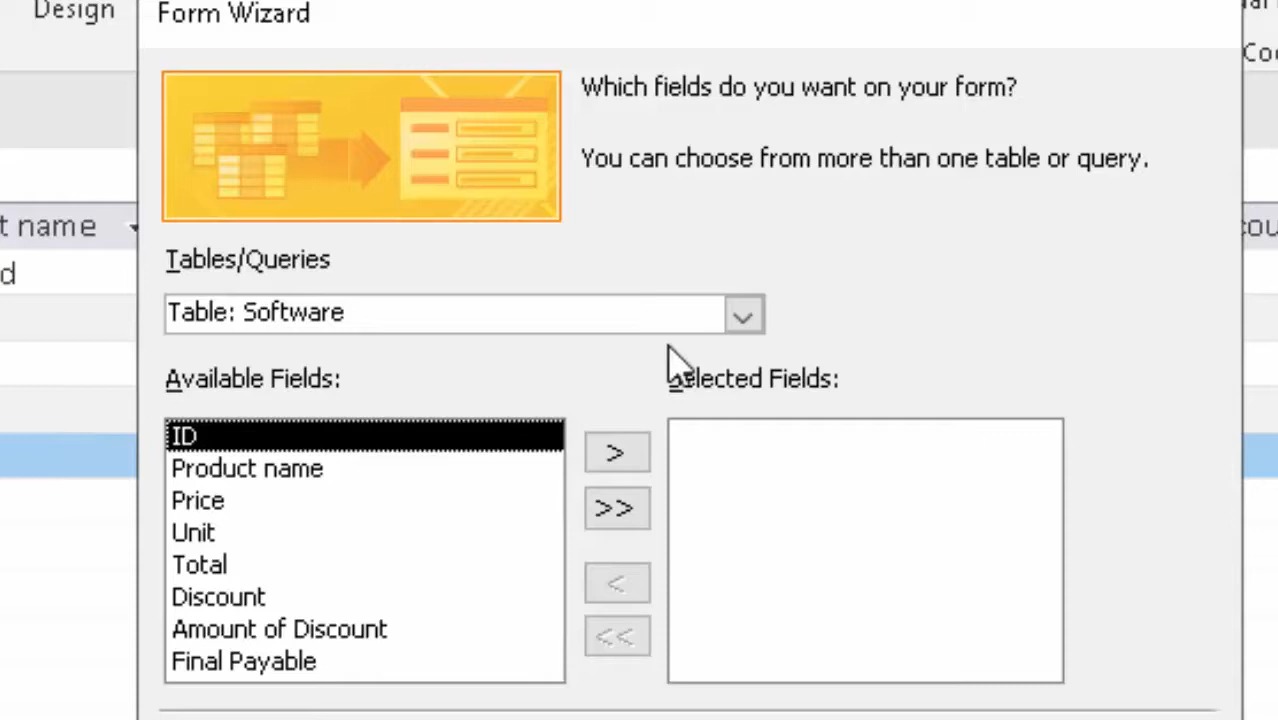 Design
Form Wizard
Which fields do you want on your form?
You can choose from more than one table or query.
t name
d
Tables/Queries
Table: Software
Available Fields:
Selected Fields:
ID
Product name
Price
Unit
Total
Discount
Amount of Discount
Final Payable
>
>>
<
<<